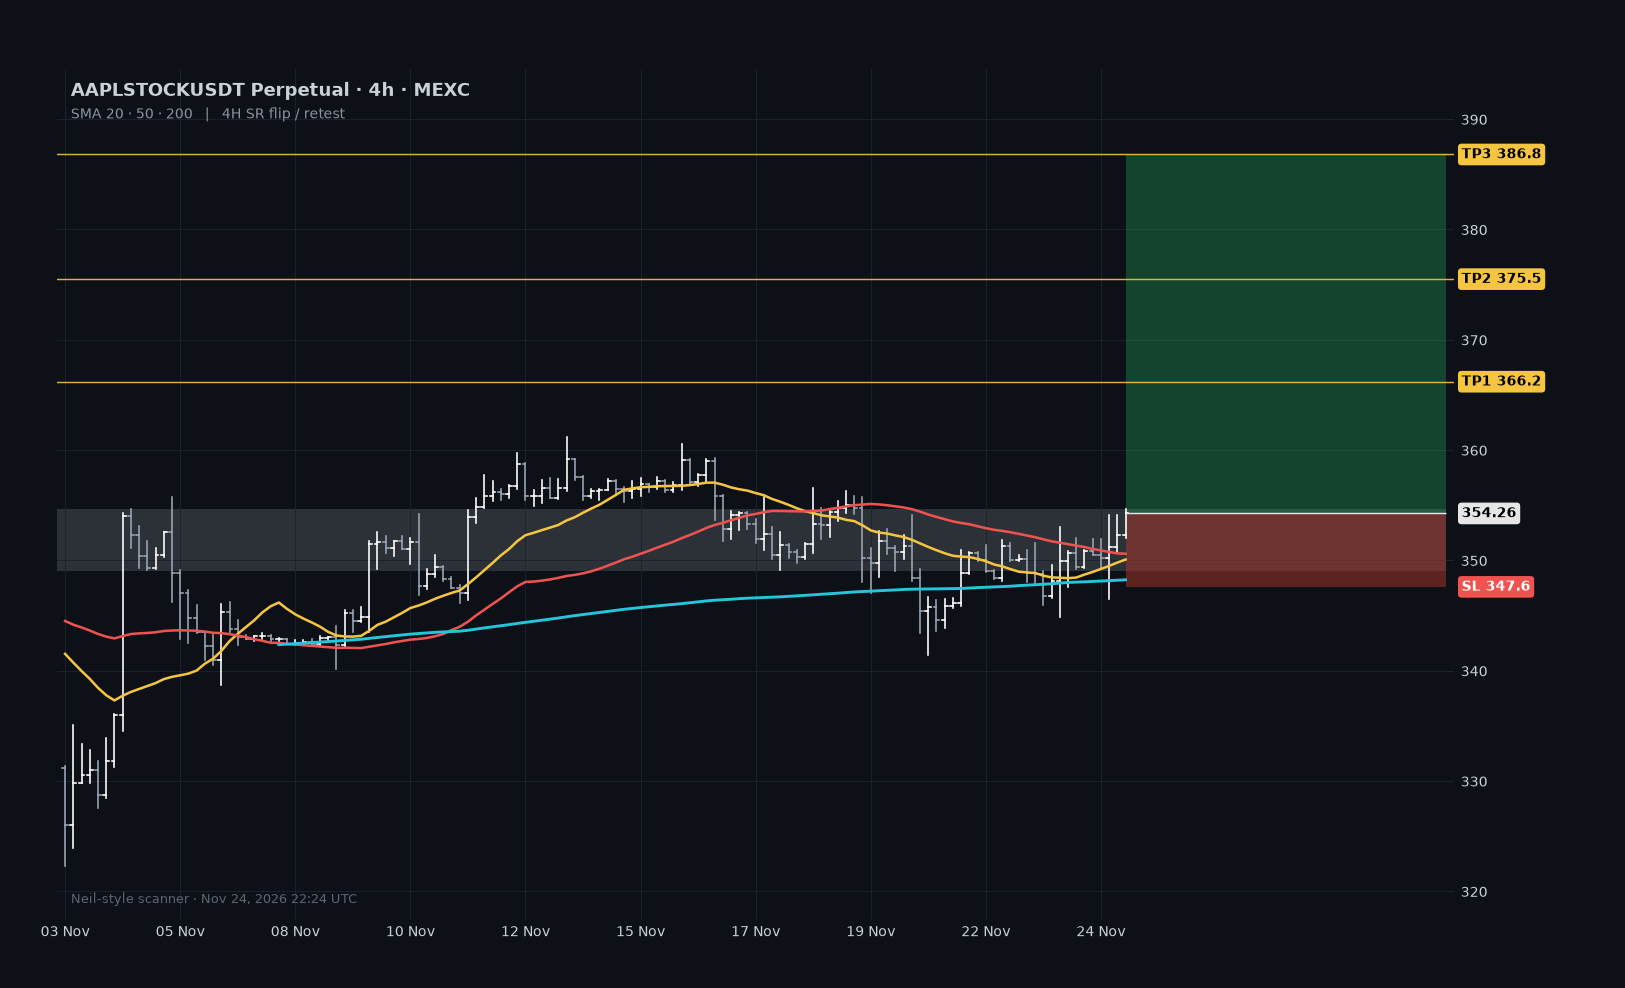 AAPLSTOCKUSDT Perpetual · 4h · MEXC
SMA 20 · 50 · 200 | 4H SR flip / retest
390
TP3 386.8
380
TP2 375.5
370
TP1 366.2
360
354.26
350
SL 347.6
340
330
320
Neil-style scanner · Nov 24, 2026 22:24 UTC
03 Nov 05 Nov 08 Nov 10 Nov 12 Nov 15 Nov 17 Nov 19 Nov 22 Nov 24 Nov